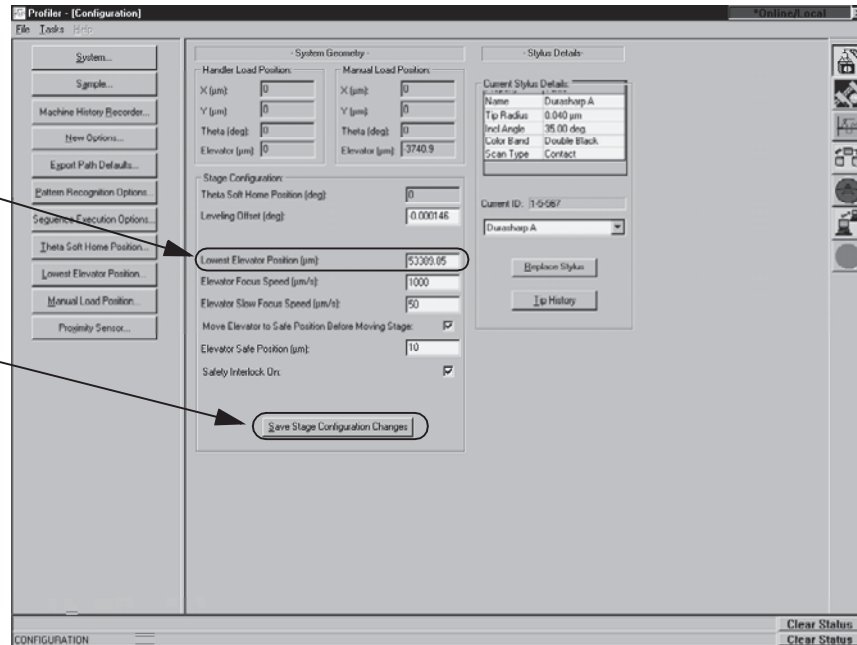 Profiler - [Configuration]
*Online/Local
File Tasks Help
System...
Sample...
Machine History Recorder...
New Options...
Export Path Defaults...
Pattern Recognition Options...
Sequence Execution Options...
Theta Soft Home Position...
Lowest Elevator Position...
Manual Load Position...
Proximity Sensor...
- System Geometry -
Handler Load Position:
X (µm): 0
Y (µm): 0
Theta (deg): 0
Elevator (µm): 0
Manual Load Position:
X (µm): 0
Y (µm): 0
Theta (deg): 0
Elevator (µm): -3740.9
Stage Configuration:
Theta Soft Home Position (deg): 0
Leveling Offset (deg): -0.000146
Lowest Elevator Position (µm): 53389.05
Elevator Focus Speed (µm/s): 1000
Elevator Slow Focus Speed (µm/s): 50
Move Elevator to Safe Position Before Moving Stage:
Elevator Safe Position (µm): 10
Safety Interlock On:
Save Stage Configuration Changes
- Stylus Details-
Current Stylus Details:
Name Durasharp A
Tip Radius 0.040 µm
Incl Angle 35.00 deg
Color Band Double Black
Scan Type Contact
Current ID: 1-5-567
Durasharp A
Replace Stylus
Tip History
Clear Status
CONFIGURATION
Clear Status